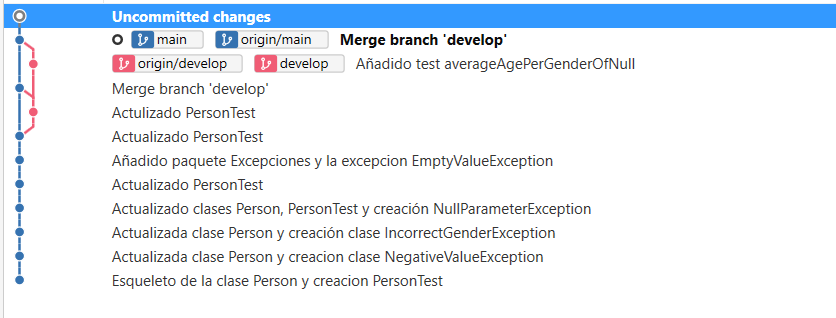 Uncommitted changes
main origin/main Merge branch 'develop'
origin/develop develop Añadido test averageAgePerGenderOfNull
Merge branch 'develop'
Actulizado PersonTest
Actualizado PersonTest
Añadido paquete Excepciones y la excepcion EmptyValueException
Actualizado PersonTest
Actualizado clases Person, PersonTest y creación NullParameterException
Actualizada clase Person y creación clase IncorrectGenderException
Actualizada clase Person y creacion clase NegativeValueException
Esqueleto de la clase Person y creacion PersonTest